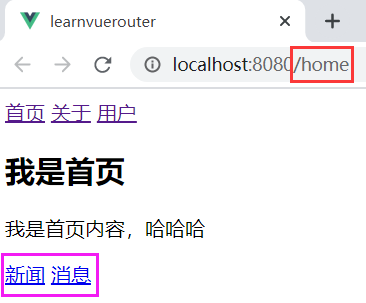 learnvuerouter
localhost:8080/home
首页 关于 用户
我是首页
我是首页内容，哈哈哈
新闻 消息